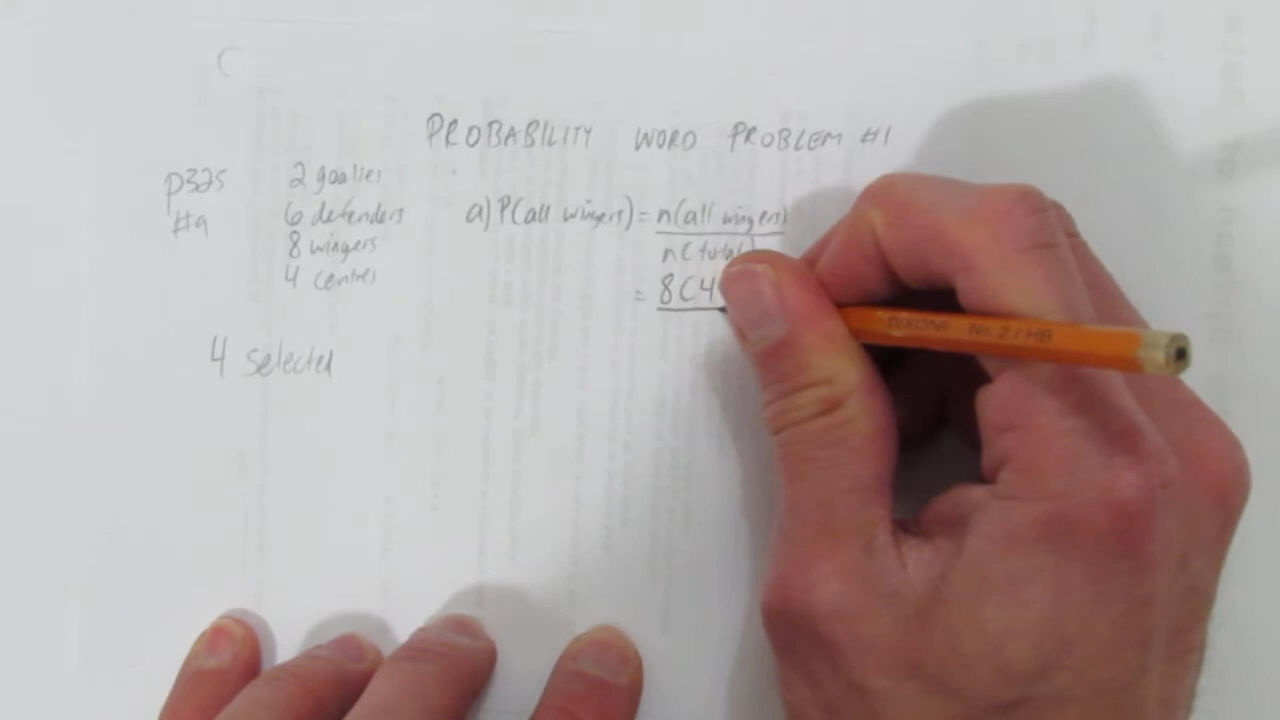 PROBABILITY WORD PROBLEM #1
p325
#9
2 goalies
6 defenders
8 wingers
4 centres
4 selected
a) P(all wingers) = n(all wingers)
n(total)
= 8C4
DIXON No. 2 / HB